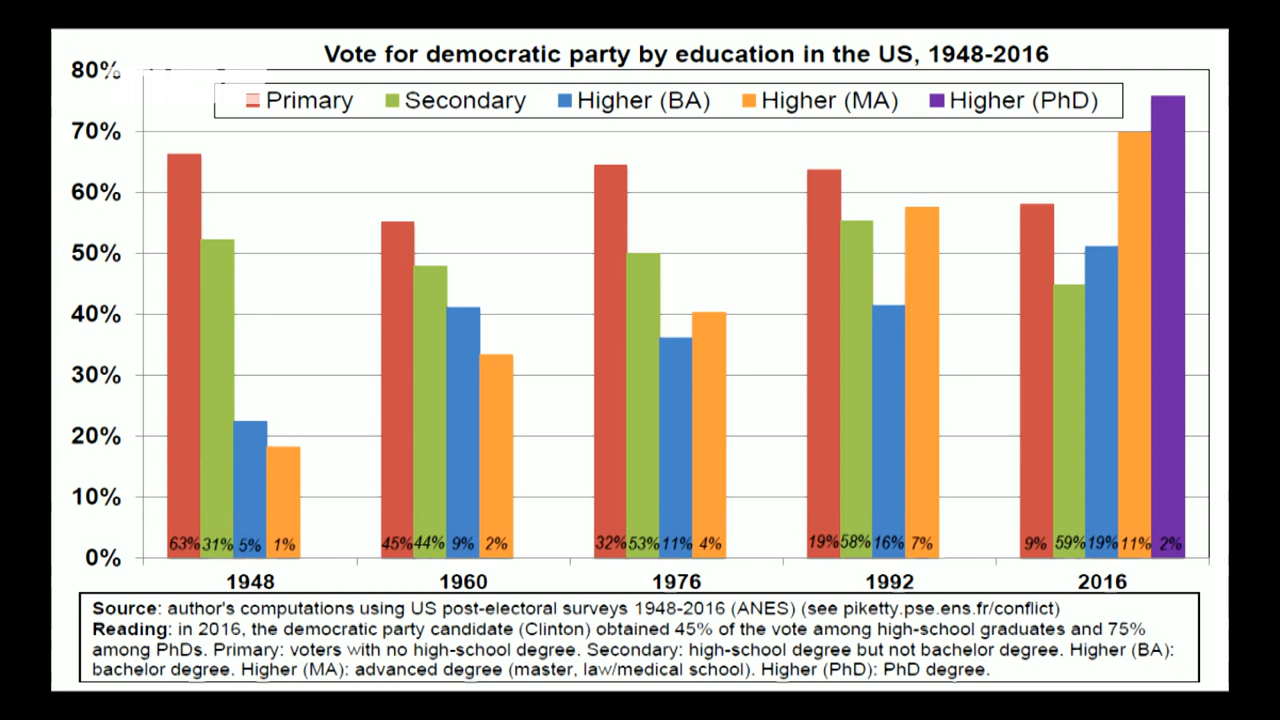 Vote for democratic party by education in the US, 1948-2016
80%
Primary Secondary Higher (BA) Higher (MA) Higher (PhD)
70%
60%
50%
40%
30%
20%
10%
0%
63% 31% 5% 1% 45% 44% 9% 2% 32% 53% 11% 4% 19% 58% 16% 7% 9% 59% 19% 11% 2%
1948 1960 1976 1992 2016
Source: author's computations using US post-electoral surveys 1948-2016 (ANES) (see piketty.pse.ens.fr/conflict)
Reading: in 2016, the democratic party candidate (Clinton) obtained 45% of the vote among high-school graduates and 75%
among PhDs. Primary: voters with no high-school degree. Secondary: high-school degree but not bachelor degree. Higher (BA):
bachelor degree. Higher (MA): advanced degree (master, law/medical school). Higher (PhD): PhD degree.